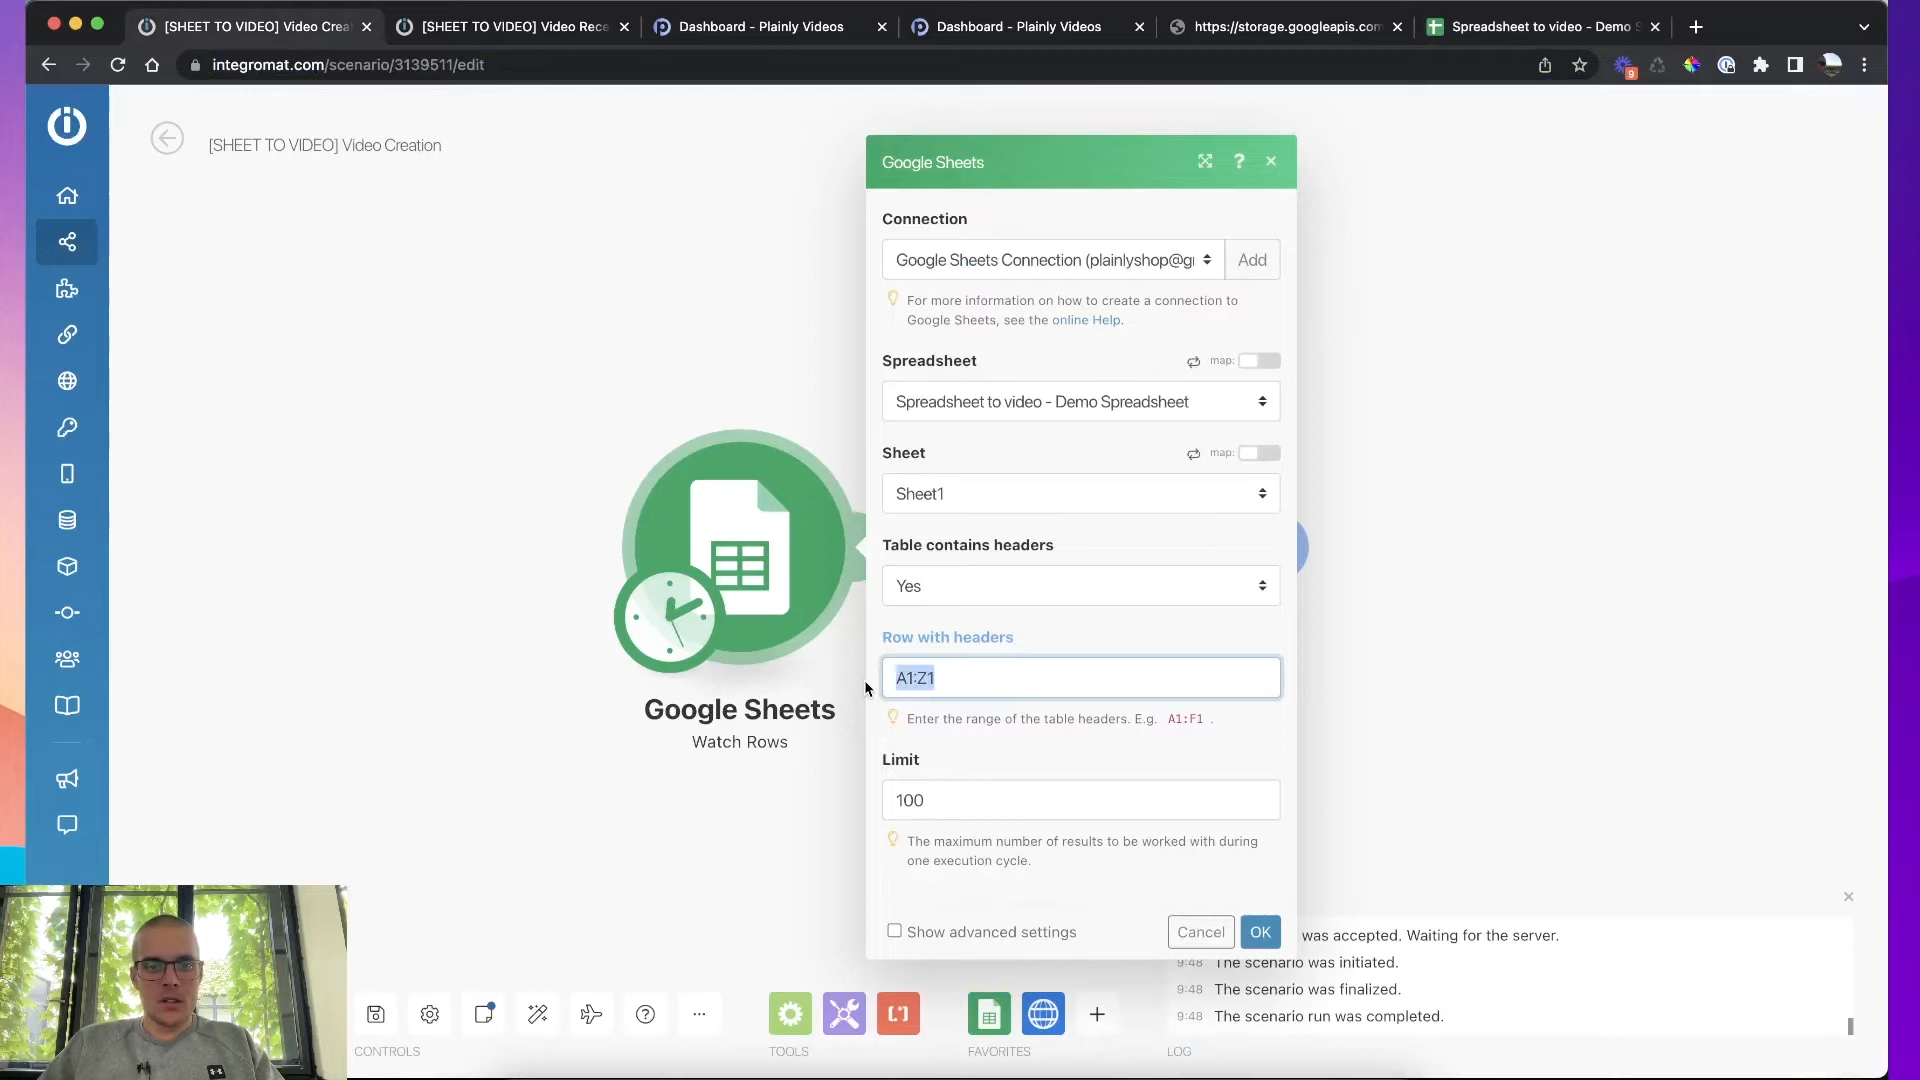 [SHEET TO VIDEO] Video Crea
[SHEET TO VIDEO] Video Rece
Dashboard - Plainly Videos
Dashboard - Plainly Videos
https://storage.googleapis.com
Spreadsheet to video - Demo S
integromat.com/scenario/3139511/edit
9
[SHEET TO VIDEO] Video Creation
Google Sheets
Connection
Google Sheets Connection (plainlyshop@g
Add
For more information on how to create a connection to
Google Sheets, see the online Help.
Spreadsheet
map:
Spreadsheet to video - Demo Spreadsheet
Sheet
map:
Sheet1
Table contains headers
Yes
Row with headers
A1:Z1
Enter the range of the table headers. E.g. A1:F1 .
Limit
100
The maximum number of results to be worked with during
one execution cycle.
Show advanced settings
Cancel
OK
Google Sheets
Watch Rows
was accepted. Waiting for the server.
9:48 The scenario was initiated.
9:48 The scenario was finalized.
9:48 The scenario run was completed.
CONTROLS
TOOLS
FAVORITES
LOG